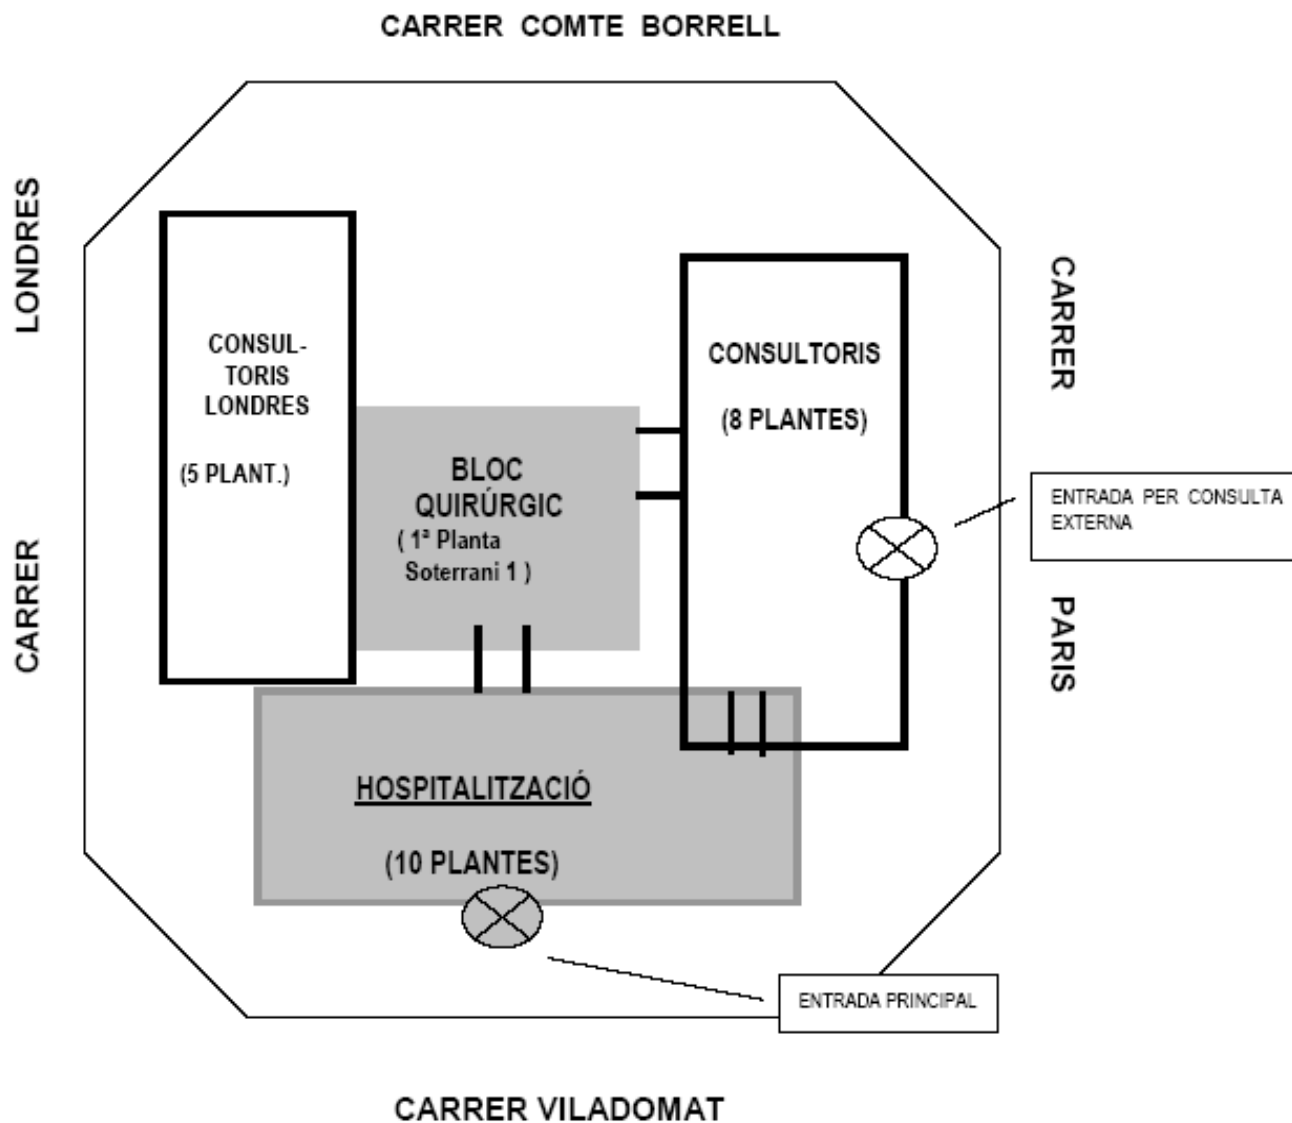 CARRER COMTE BORRELL
LONDRES
CARRER
CONSUL-
TORIS
LONDRES
(5 PLANT.)
BLOC
QUIRÚRGIC
( 1ª Planta
Soterrani 1 )
CONSULTORIS
(8 PLANTES)
CARRER
PARIS
ENTRADA PER CONSULTA
EXTERNA
HOSPITALITZACIÓ
(10 PLANTES)
ENTRADA PRINCIPAL
CARRER VILADOMAT